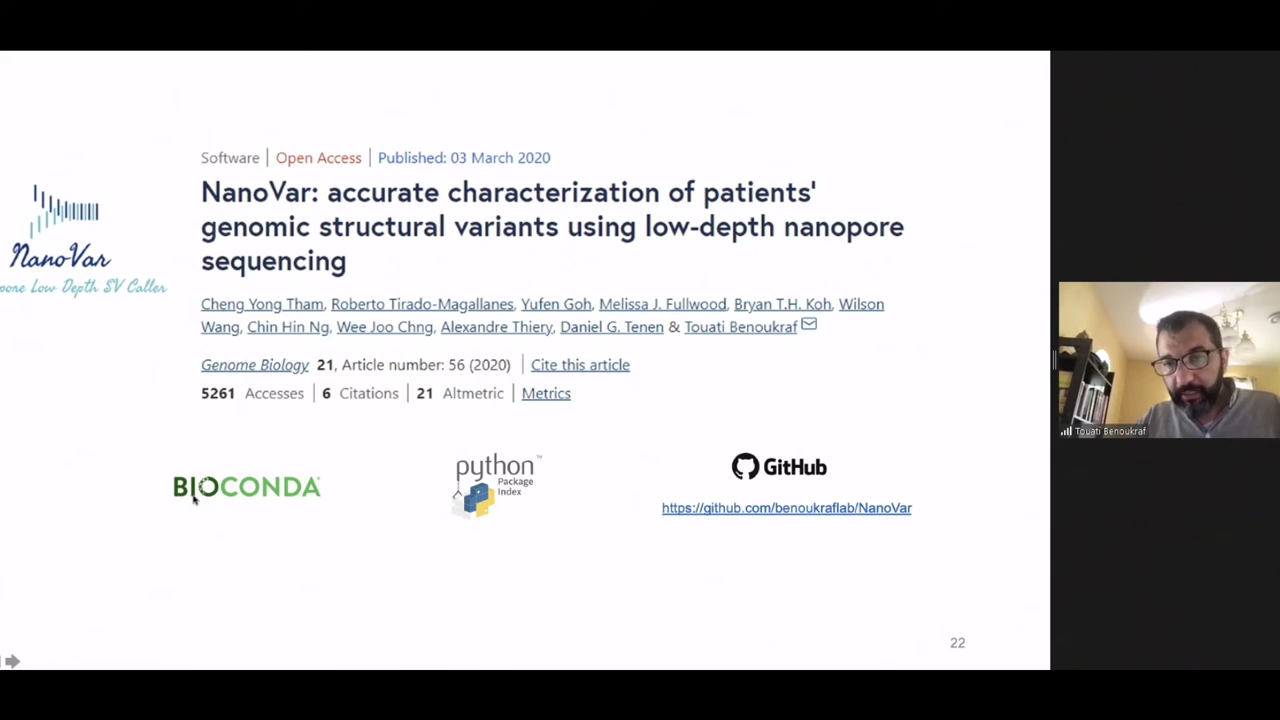 Software | Open Access | Published: 03 March 2020
NanoVar: accurate characterization of patients'
genomic structural variants using low-depth nanopore
sequencing
NanoVar
pore Low Depth SV Caller
Cheng Yong Tham, Roberto Tirado-Magallanes, Yufen Goh, Melissa J. Fullwood, Bryan T.H. Koh, Wilson
Wang, Chin Hin Ng, Wee Joo Chng, Alexandre Thiery, Daniel G. Tenen & Touati Benoukraf
Genome Biology 21, Article number: 56 (2020) | Cite this article
5261 Accesses | 6 Citations | 21 Altmetric | Metrics
BIOCONDA
python™
Package
Index
GitHub
https://github.com/benoukraflab/NanoVar
22
Touati Benoukraf